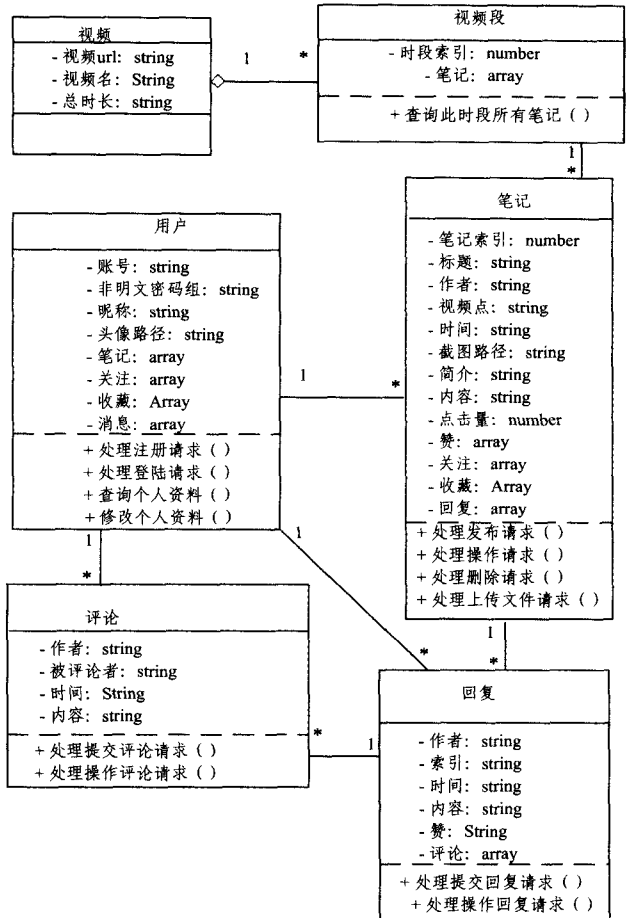 视频
- 视频url: string
- 视频名: String
- 总时长: string
1
*
视频段
- 时段索引: number
- 笔记: array
+ 查询此时段所有笔记 ( )
1
*
笔记
- 笔记索引: number
- 标题: string
- 作者: string
- 视频点: string
- 时间: string
- 截图路径: string
- 简介: string
- 内容: string
- 点击量: number
- 赞: array
- 关注: array
- 收藏: Array
- 回复: array
+ 处理发布请求 ( )
+ 处理操作请求 ( )
+ 处理删除请求 ( )
+ 处理上传文件请求 ( )
用户
- 账号: string
- 非明文密码组: string
- 昵称: string
- 头像路径: string
- 笔记: array
- 关注: array
- 收藏: Array
- 消息: array
+ 处理注册请求 ( )
+ 处理登陆请求 ( )
+ 查询个人资料 ( )
+ 修改个人资料 ( )
1
*
1
*
1
*
1
*
评论
- 作者: string
- 被评论者: string
- 时间: String
- 内容: string
+ 处理提交评论请求 ( )
+ 处理操作评论请求 ( )
*
1
回复
- 作者: string
- 索引: string
- 时间: string
- 内容: string
- 赞: String
- 评论: array
+ 处理提交回复请求 ( )
+ 处理操作回复请求 ( )